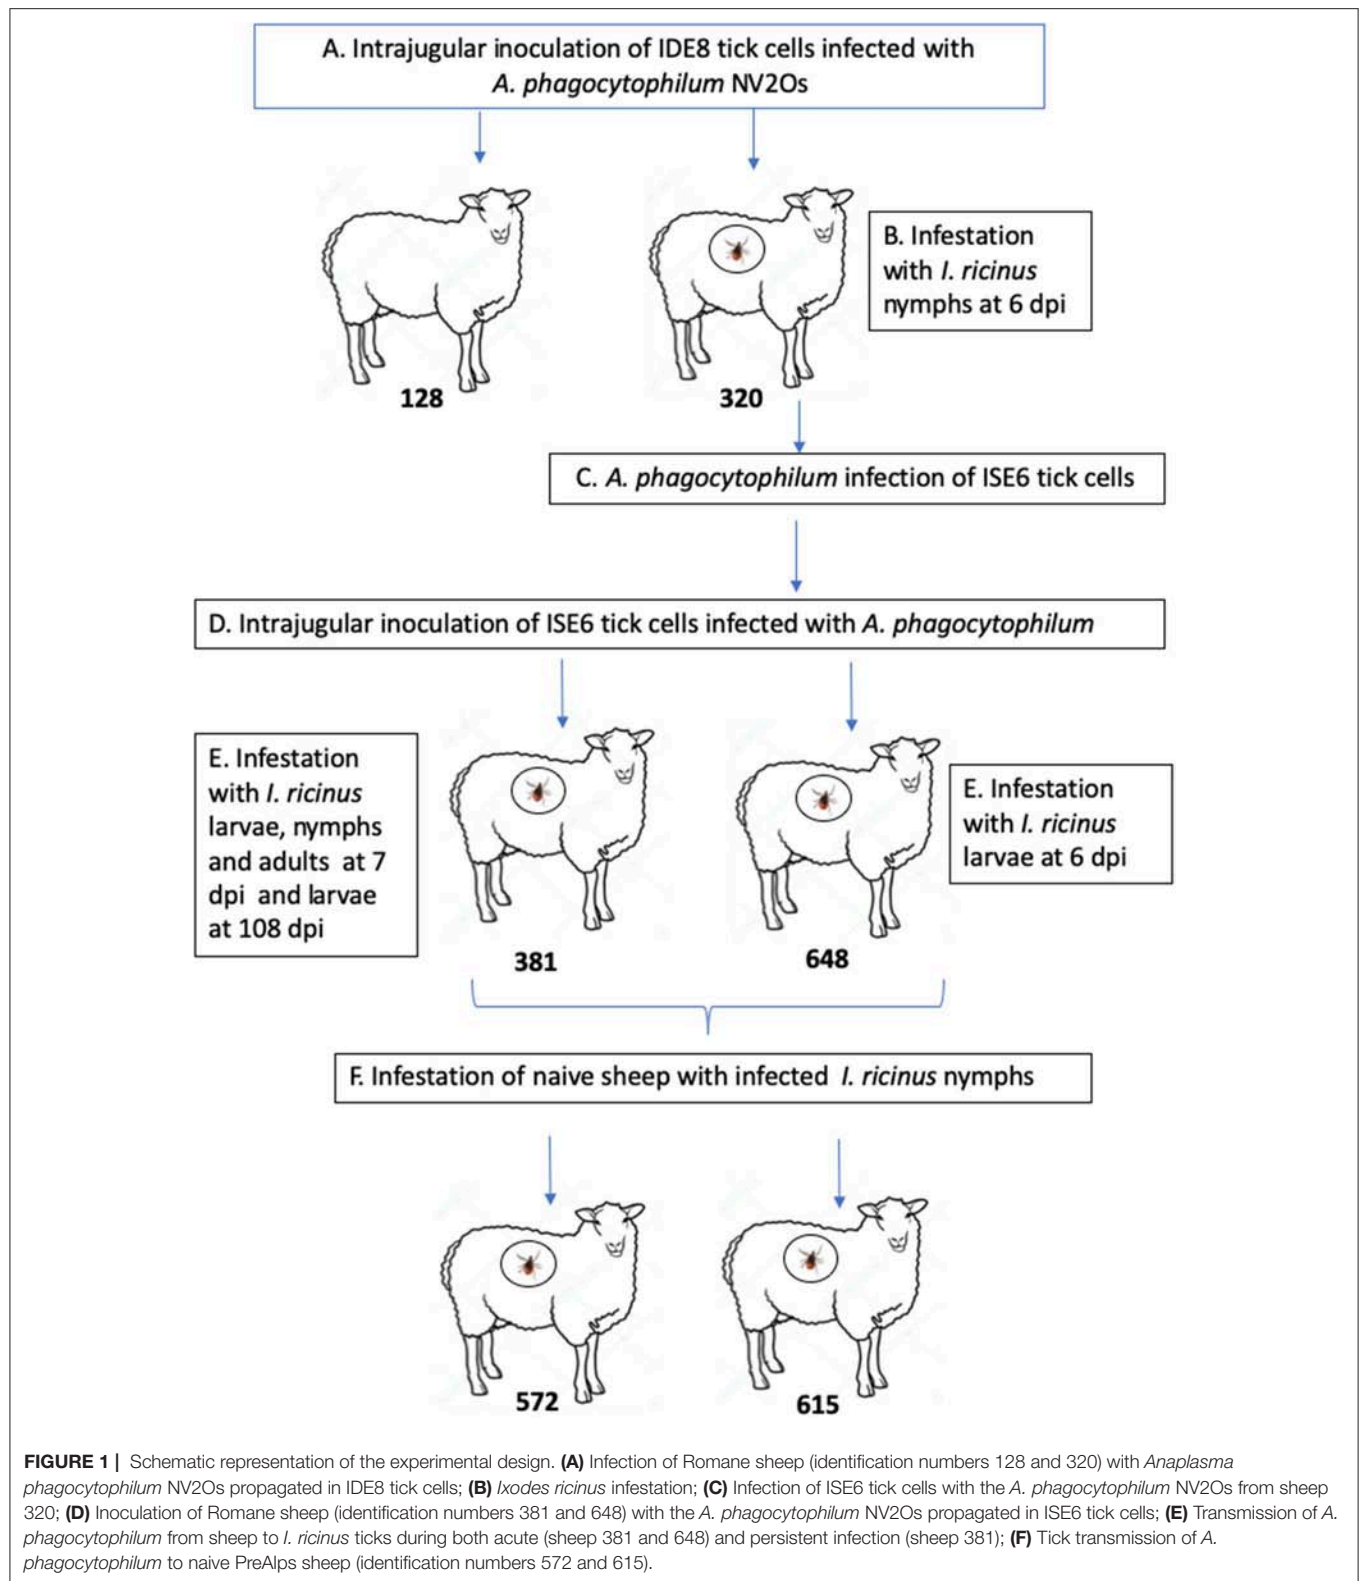 A. Intrajugular inoculation of IDE8 tick cells infected with
A. phagocytophilum NV2Os
B. Infestation
with I. ricinus
nymphs at 6 dpi
128
320
C. A. phagocytophilum infection of ISE6 tick cells
D. Intrajugular inoculation of ISE6 tick cells infected with A. phagocytophilum
E. Infestation
with I. ricinus
larvae, nymphs
and adults at 7
dpi and larvae
at 108 dpi
E. Infestation
with I. ricinus
larvae at 6 dpi
381
648
F. Infestation of naive sheep with infected I. ricinus nymphs
572
615
FIGURE 1 | Schematic representation of the experimental design. (A) Infection of Romane sheep (identification numbers 128 and 320) with Anaplasma
phagocytophilum NV2Os propagated in IDE8 tick cells; (B) Ixodes ricinus infestation; (C) Infection of ISE6 tick cells with the A. phagocytophilum NV2Os from sheep
320; (D) Inoculation of Romane sheep (identification numbers 381 and 648) with the A. phagocytophilum NV2Os propagated in ISE6 tick cells; (E) Transmission of A.
phagocytophilum from sheep to I. ricinus ticks during both acute (sheep 381 and 648) and persistent infection (sheep 381); (F) Tick transmission of A.
phagocytophilum to naive PreAlps sheep (identification numbers 572 and 615).